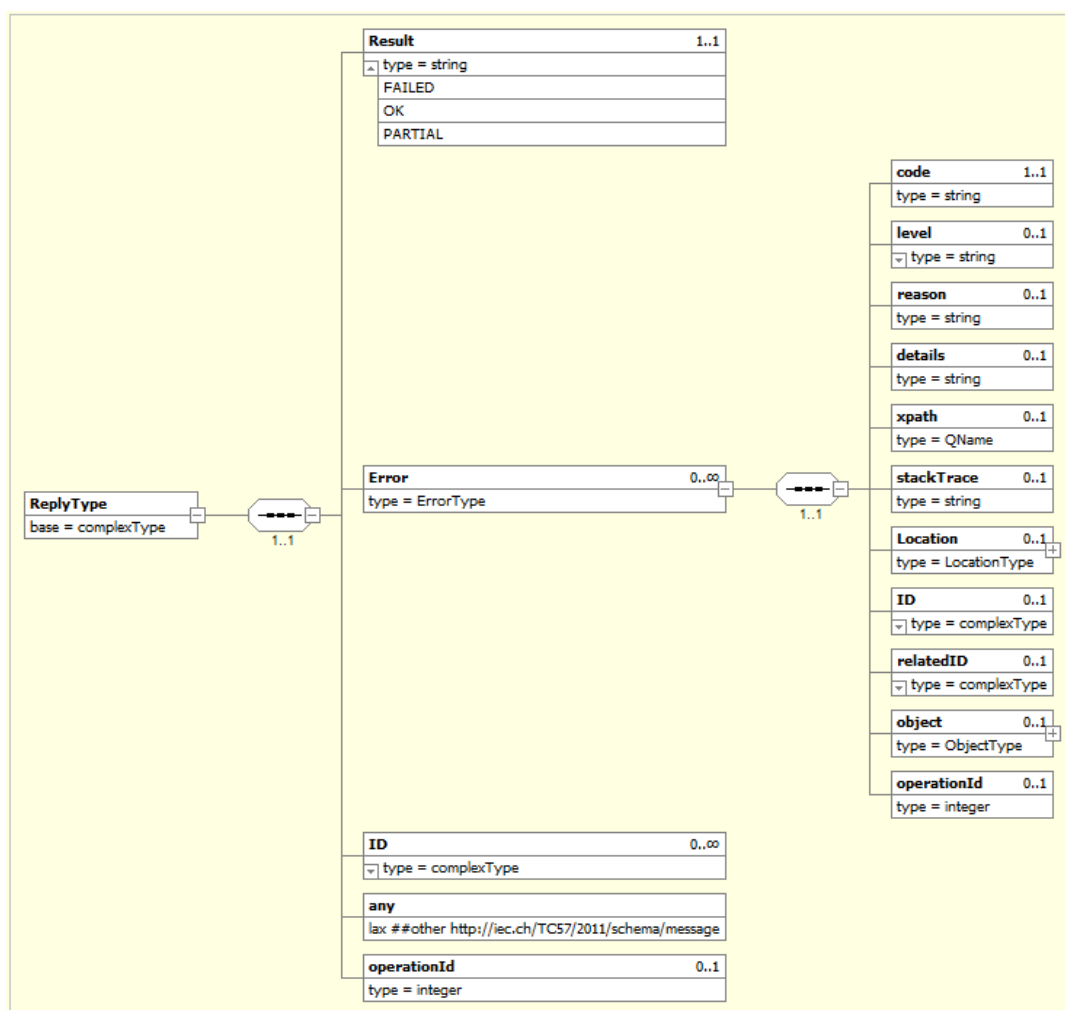 Result 1..1
type = string
FAILED
OK
PARTIAL
code 1..1
type = string
level 0..1
type = string
reason 0..1
type = string
details 0..1
type = string
xpath 0..1
type = QName
Error 0..∞
type = ErrorType
stackTrace 0..1
type = string
ReplyType
base = complexType
1..1
1..1
Location 0..1
type = LocationType
ID 0..1
type = complexType
relatedID 0..1
type = complexType
object 0..1
type = ObjectType
operationId 0..1
type = integer
ID 0..∞
type = complexType
any
lax ##other http://iec.ch/TC57/2011/schema/message
operationId 0..1
type = integer